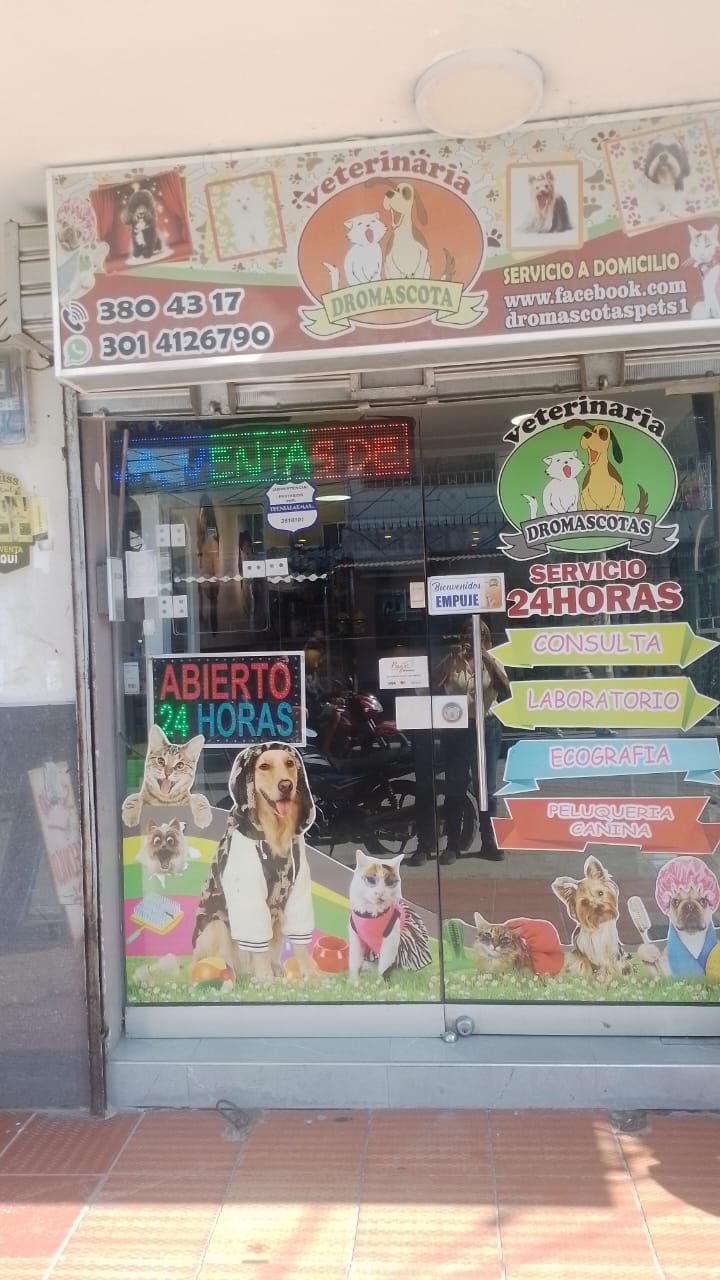 veterinaria
DROMASCOTA
380 43 17
301 4126790
SERVICIO A DOMICILIO
www.facebook.com
dromascotaspets1
VENTAS DE
veterinaria
DROMASCOTAS
SERVICIO
24HORAS
Bienvenidos
EMPUJE
CONSULTA
LABORATORIO
ECOGRAFIA
PELUQUERIA
CANINA
ABIERTO
24 HORAS